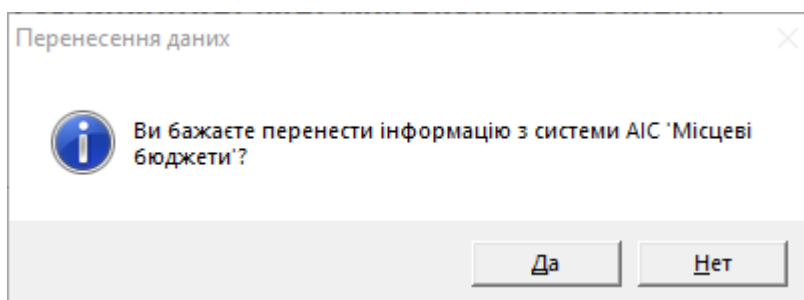 Перенесення даних
Ви бажаєте перенести інформацію з системи АІС 'Місцеві
бюджети'?
Да
Нет